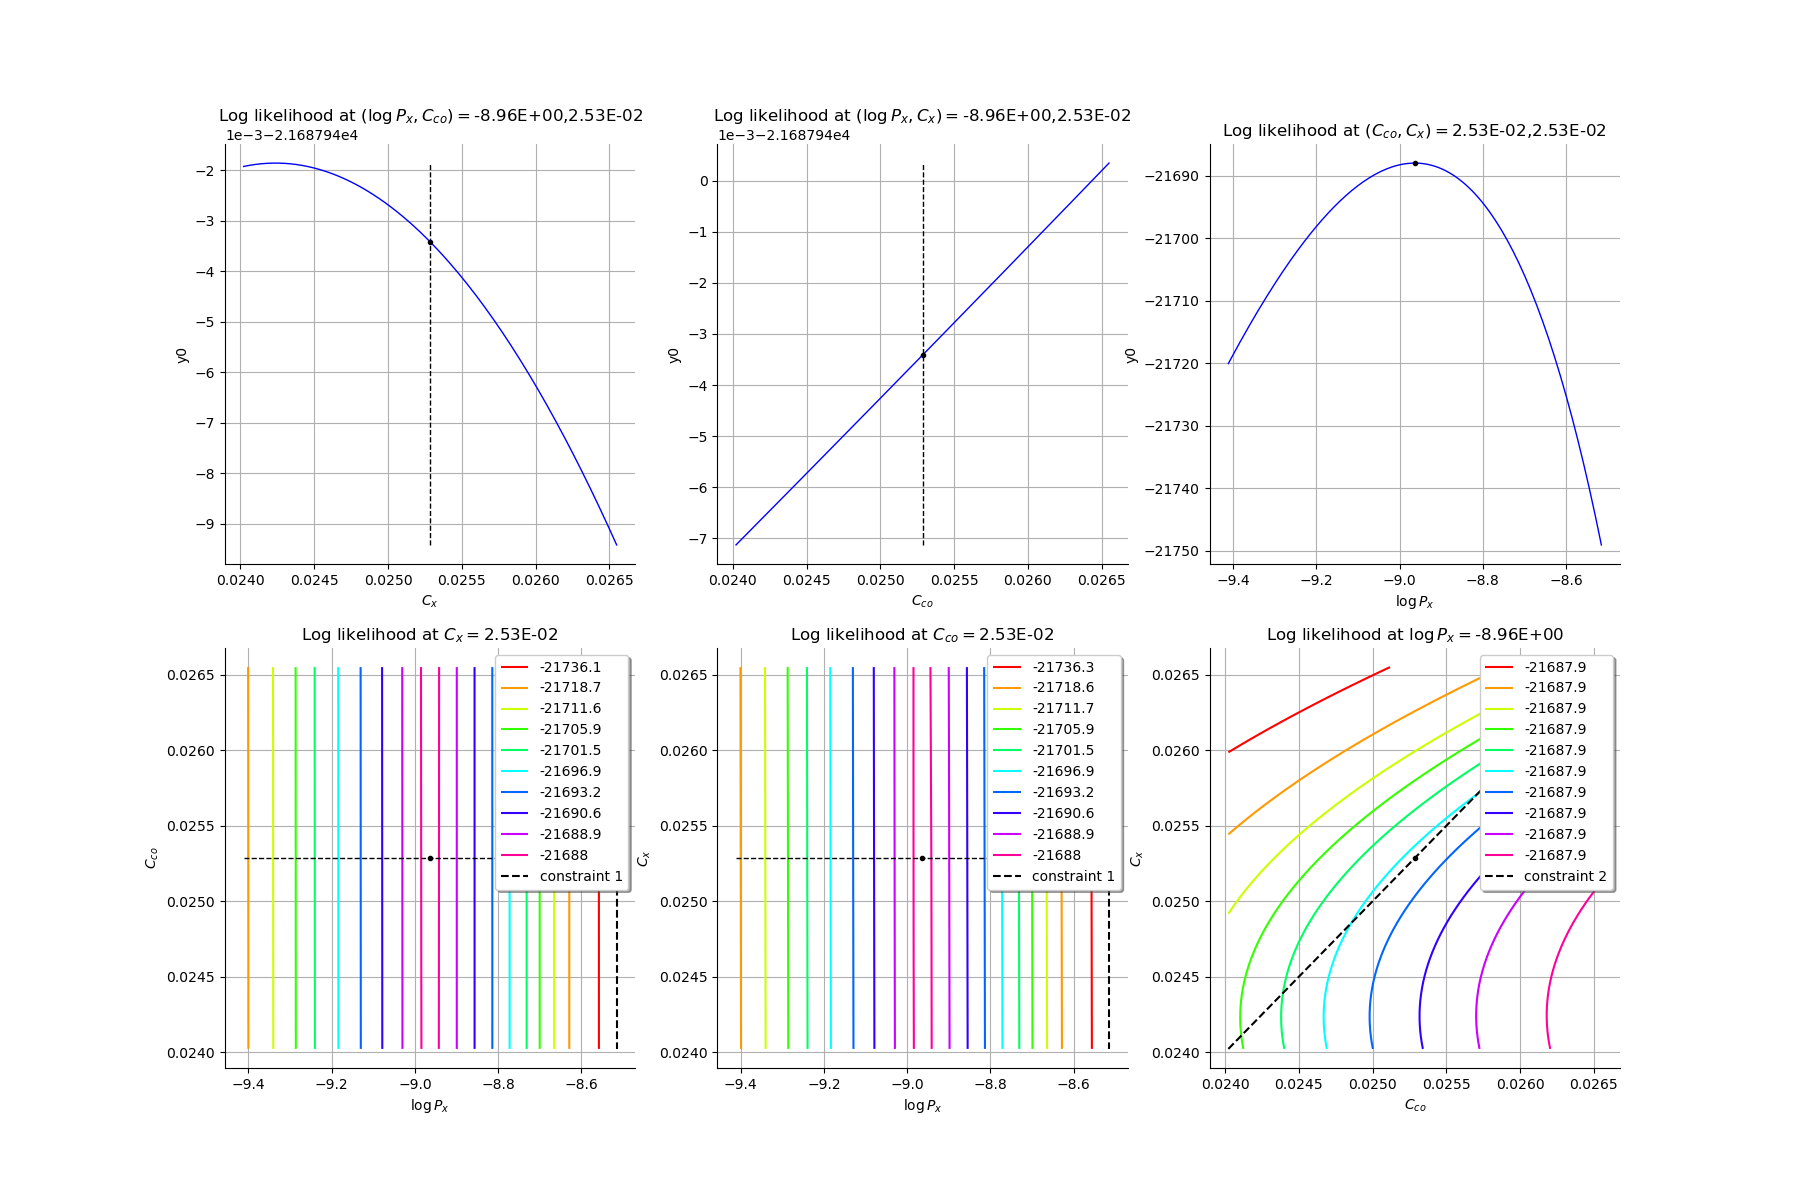 Log likelihood at (log P_x, C_co) = -8.96E+00,2.53E-02
1e−3−2.168794e4
−2
−3
−4
−5
−6
−7
−8
−9
y0
0.0240 0.0245 0.0250 0.0255 0.0260 0.0265
C_x
Log likelihood at (log P_x, C_x) = -8.96E+00,2.53E-02
1e−3−2.168794e4
0
−1
−2
−3
−4
−5
−6
−7
y0
0.0240 0.0245 0.0250 0.0255 0.0260 0.0265
C_co
Log likelihood at (C_co, C_x) = 2.53E-02,2.53E-02
−21690
−21700
−21710
−21720
−21730
−21740
−21750
y0
−9.4 −9.2 −9.0 −8.8 −8.6
log P_x
Log likelihood at C_x = 2.53E-02
0.0265
0.0260
0.0255
0.0250
0.0245
0.0240
C_co
-21736.1
-21718.7
-21711.6
-21705.9
-21701.5
-21696.9
-21693.2
-21690.6
-21688.9
-21688
constraint 1
−9.4 −9.2 −9.0 −8.8 −8.6
log P_x
Log likelihood at C_co = 2.53E-02
0.0265
0.0260
0.0255
0.0250
0.0245
0.0240
C_x
-21736.3
-21718.6
-21711.7
-21705.9
-21701.5
-21696.9
-21693.2
-21690.6
-21688.9
-21688
constraint 1
−9.4 −9.2 −9.0 −8.8 −8.6
log P_x
Log likelihood at log P_x = -8.96E+00
0.0265
0.0260
0.0255
0.0250
0.0245
0.0240
C_x
-21687.9
-21687.9
-21687.9
-21687.9
-21687.9
-21687.9
-21687.9
-21687.9
-21687.9
-21687.9
constraint 2
0.0240 0.0245 0.0250 0.0255 0.0260 0.0265
C_co